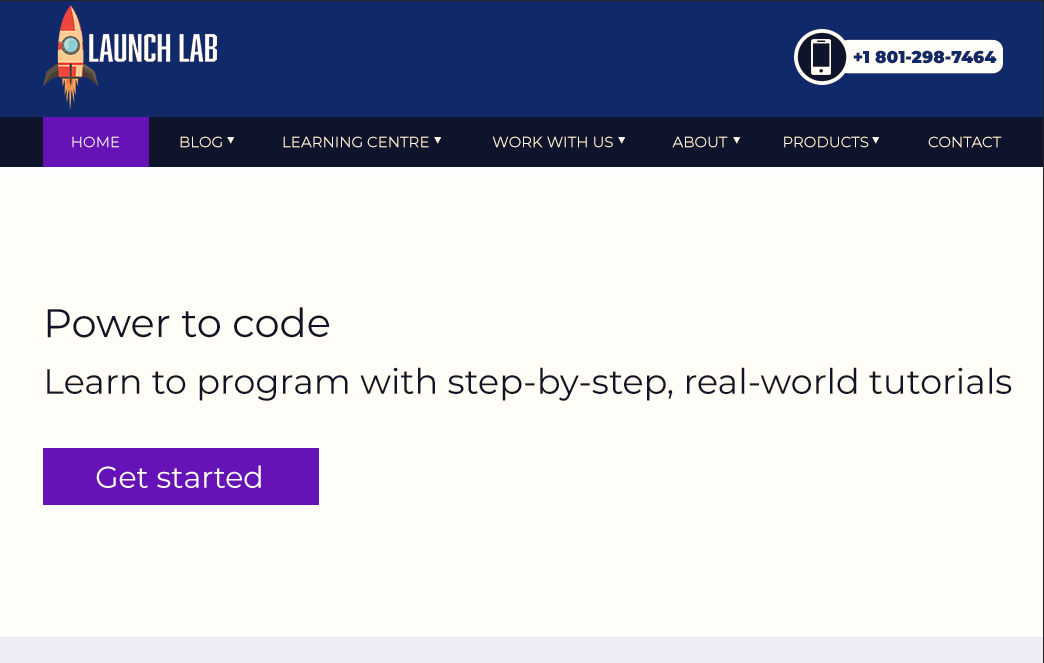 LAUNCH LAB
+1 801-298-7464
HOME BLOG ▼ LEARNING CENTRE ▼ WORK WITH US ▼ ABOUT ▼ PRODUCTS ▼ CONTACT
Power to code
Learn to program with step-by-step, real-world tutorials
Get started